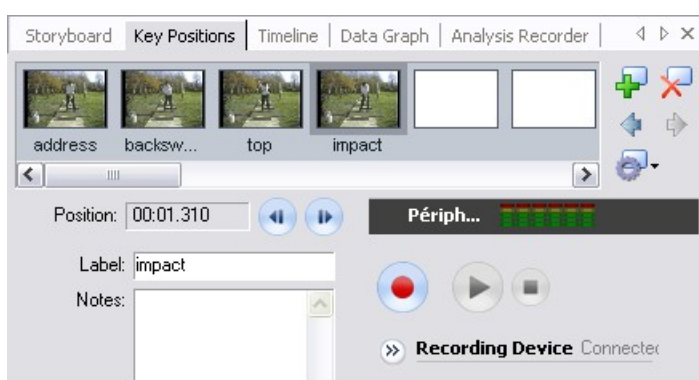 Storyboard Key Positions Timeline Data Graph Analysis Recorder
address backsw... top impact
Position: 00:01.310 Périph...
Label: impact
Notes:
Recording Device Connected